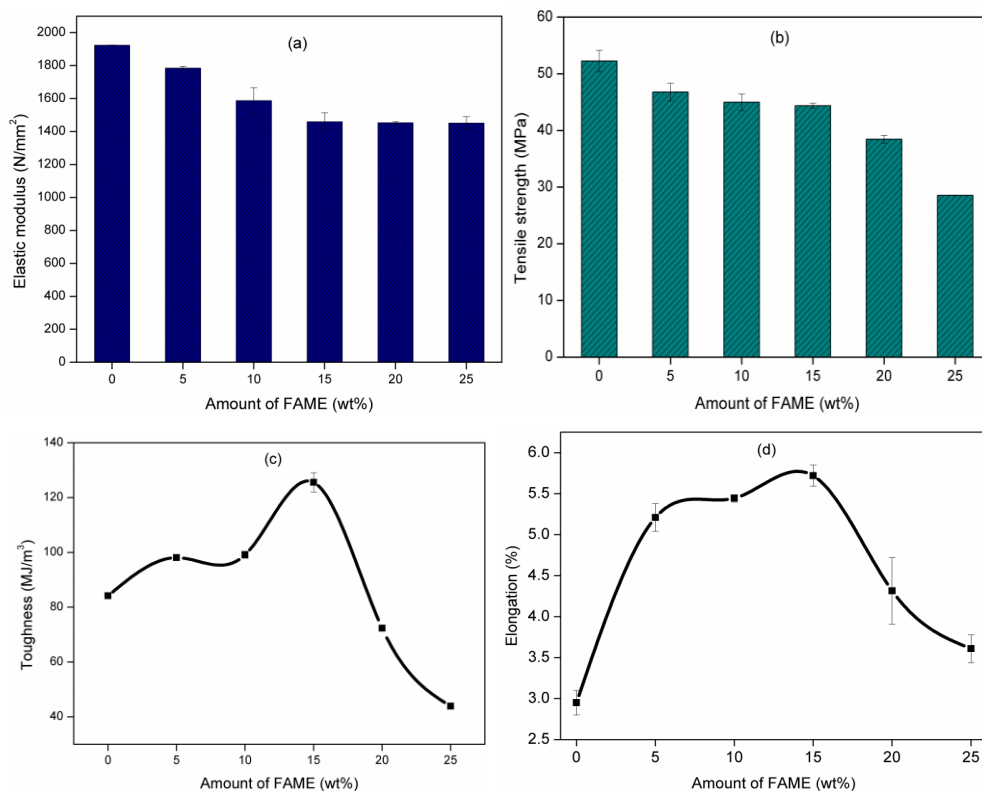 (a)
Elastic modulus (N/mm²)
2000
1800
1600
1400
1200
1000
800
600
400
200
0
0 5 10 15 20 25
Amount of FAME (wt%)
(b)
Tensile strength (MPa)
60
50
40
30
20
10
0
0 5 10 15 20 25
Amount of FAME (wt%)
(c)
Toughness (MJ/m³)
140
120
100
80
60
40
0 5 10 15 20 25
Amount of FAME (wt%)
(d)
Elongation (%)
6.0
5.5
5.0
4.5
4.0
3.5
3.0
2.5
0 5 10 15 20 25
Amount of FAME (wt%)